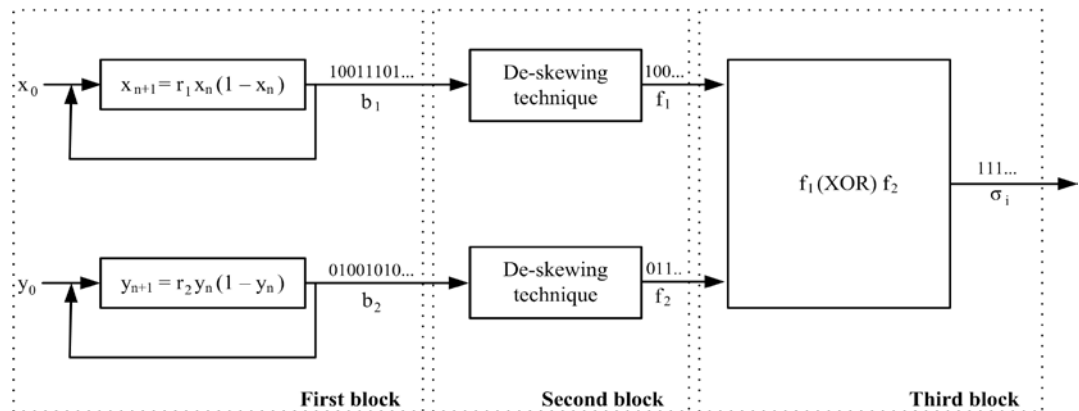 x₀
xₙ₊₁ = r₁ xₙ (1 − xₙ)
10011101...
b₁
De-skewing
technique
100...
f₁
y₀
yₙ₊₁ = r₂ yₙ (1 − yₙ)
01001010...
b₂
De-skewing
technique
011..
f₂
f₁ (XOR) f₂
111...
σᵢ
First block
Second block
Third block